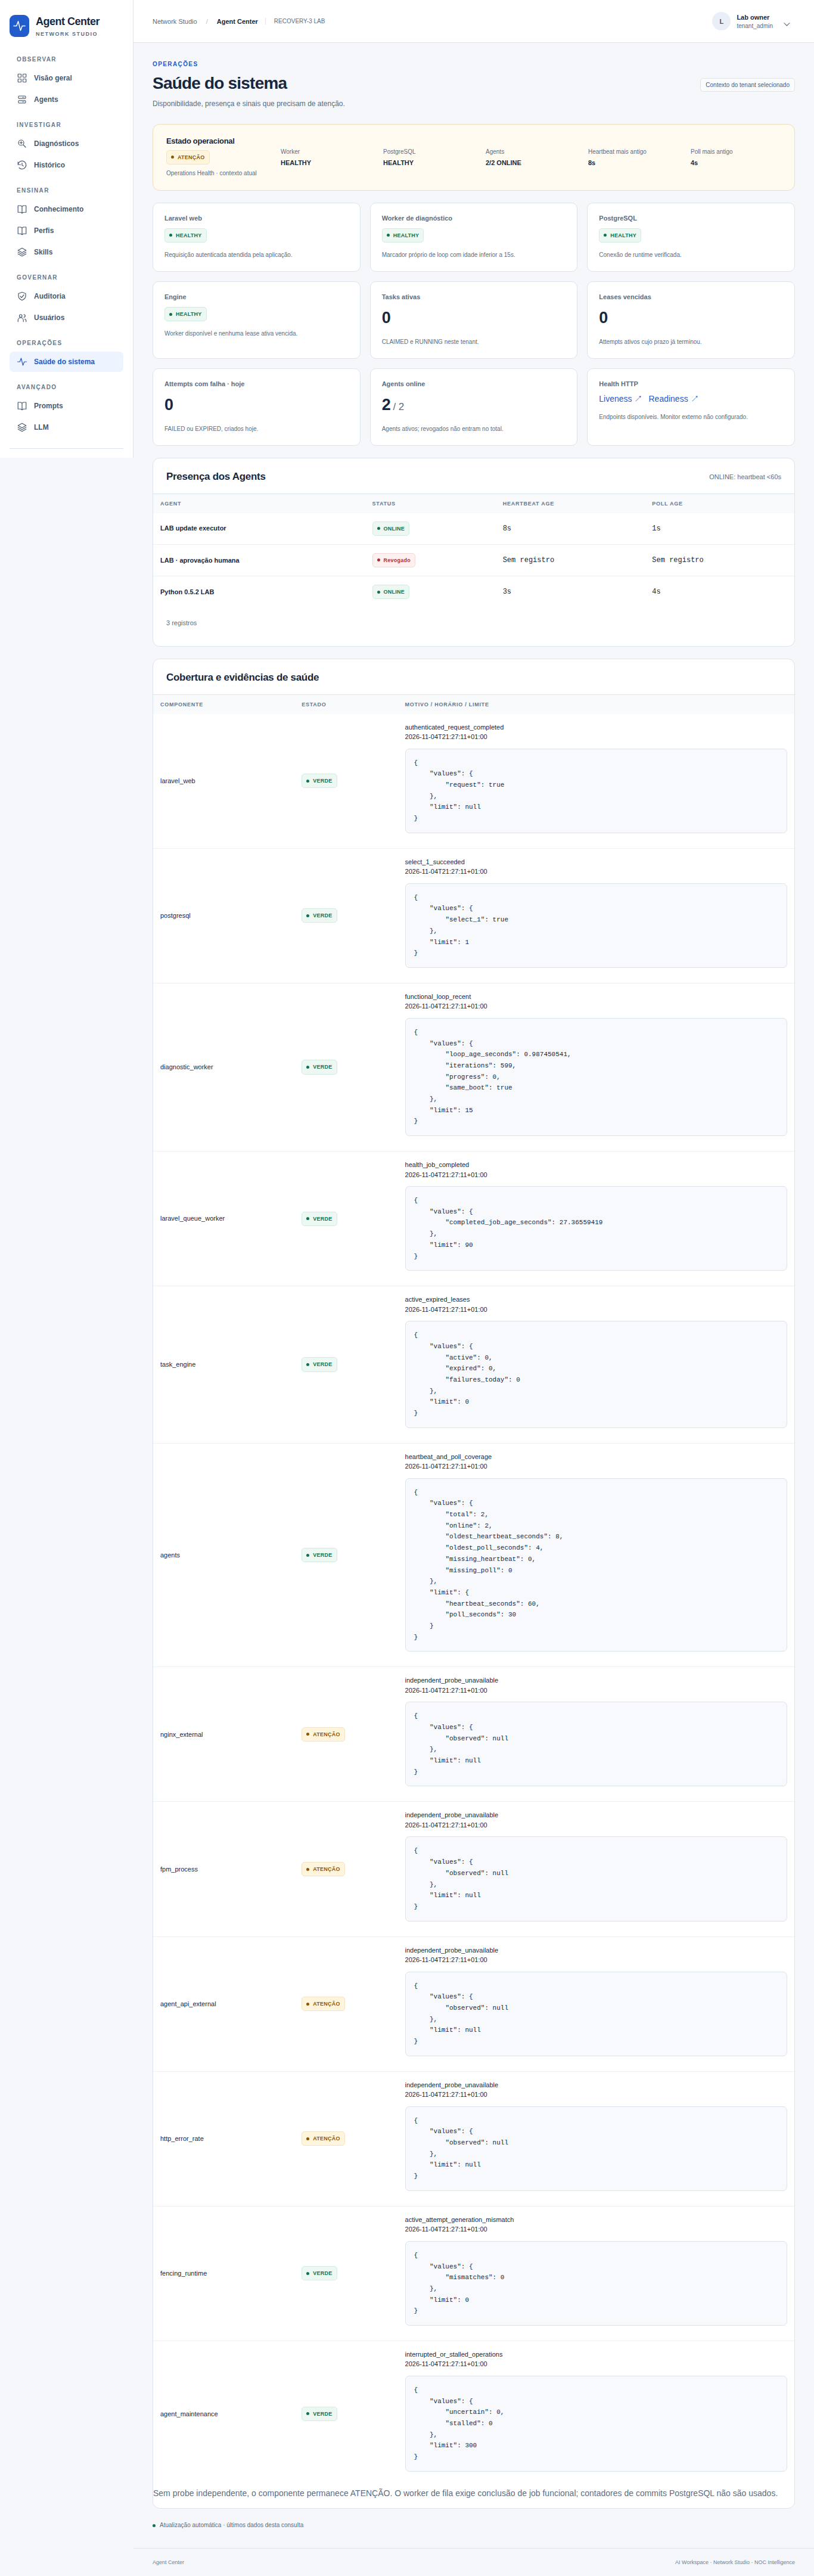 Agent Center
NETWORK STUDIO
OBSERVAR
Visão geral
Agents
INVESTIGAR
Diagnósticos
Histórico
ENSINAR
Conhecimento
Perfis
Skills
GOVERNAR
Auditoria
Usuários
OPERAÇÕES
Saúde do sistema
AVANÇADO
Prompts
LLM
Network Studio / Agent Center RECOVERY-3 LAB
L
Lab owner
tenant_admin
OPERAÇÕES
Saúde do sistema
Disponibilidade, presença e sinais que precisam de atenção.
Contexto do tenant selecionado
Estado operacional
ATENÇÃO
Operations Health · contexto atual
Worker
HEALTHY
PostgreSQL
HEALTHY
Agents
2/2 ONLINE
Heartbeat mais antigo
8s
Poll mais antigo
4s
Laravel web
HEALTHY
Requisição autenticada atendida pela aplicação.
Worker de diagnóstico
HEALTHY
Marcador próprio de loop com idade inferior a 15s.
PostgreSQL
HEALTHY
Conexão de runtime verificada.
Engine
HEALTHY
Worker disponível e nenhuma lease ativa vencida.
Tasks ativas
0
CLAIMED e RUNNING neste tenant.
Leases vencidas
0
Attempts ativos cujo prazo já terminou.
Attempts com falha · hoje
0
FAILED ou EXPIRED, criados hoje.
Agents online
2 / 2
Agents ativos; revogados não entram no total.
Health HTTP
Liveness ↗ Readiness ↗
Endpoints disponíveis. Monitor externo não configurado.
Presença dos Agents
ONLINE: heartbeat <60s
AGENT STATUS HEARTBEAT AGE POLL AGE
LAB update executor ONLINE 8s 1s
LAB · aprovação humana Revogado Sem registro Sem registro
Python 0.5.2 LAB ONLINE 3s 4s
3 registros
Cobertura e evidências de saúde
COMPONENTE ESTADO MOTIVO / HORÁRIO / LIMITE
laravel_web
VERDE
authenticated_request_completed
2026-11-04T21:27:11+01:00
{
"values": {
"request": true
},
"limit": null
}
postgresql
VERDE
select_1_succeeded
2026-11-04T21:27:11+01:00
{
"values": {
"select_1": true
},
"limit": 1
}
diagnostic_worker
VERDE
functional_loop_recent
2026-11-04T21:27:11+01:00
{
"values": {
"loop_age_seconds": 0.987450541,
"iterations": 599,
"progress": 0,
"same_boot": true
},
"limit": 15
}
laravel_queue_worker
VERDE
health_job_completed
2026-11-04T21:27:11+01:00
{
"values": {
"completed_job_age_seconds": 27.36559419
},
"limit": 90
}
task_engine
VERDE
active_expired_leases
2026-11-04T21:27:11+01:00
{
"values": {
"active": 0,
"expired": 0,
"failures_today": 0
},
"limit": 0
}
agents
VERDE
heartbeat_and_poll_coverage
2026-11-04T21:27:11+01:00
{
"values": {
"total": 2,
"online": 2,
"oldest_heartbeat_seconds": 8,
"oldest_poll_seconds": 4,
"missing_heartbeat": 0,
"missing_poll": 0
},
"limit": {
"heartbeat_seconds": 60,
"poll_seconds": 30
}
}
nginx_external
ATENÇÃO
independent_probe_unavailable
2026-11-04T21:27:11+01:00
{
"values": {
"observed": null
},
"limit": null
}
fpm_process
ATENÇÃO
independent_probe_unavailable
2026-11-04T21:27:11+01:00
{
"values": {
"observed": null
},
"limit": null
}
agent_api_external
ATENÇÃO
independent_probe_unavailable
2026-11-04T21:27:11+01:00
{
"values": {
"observed": null
},
"limit": null
}
http_error_rate
ATENÇÃO
independent_probe_unavailable
2026-11-04T21:27:11+01:00
{
"values": {
"observed": null
},
"limit": null
}
fencing_runtime
VERDE
active_attempt_generation_mismatch
2026-11-04T21:27:11+01:00
{
"values": {
"mismatches": 0
},
"limit": 0
}
agent_maintenance
VERDE
interrupted_or_stalled_operations
2026-11-04T21:27:11+01:00
{
"values": {
"uncertain": 0,
"stalled": 0
},
"limit": 300
}
Sem probe independente, o componente permanece ATENÇÃO. O worker de fila exige conclusão de job funcional; contadores de commits PostgreSQL não são usados.
Atualização automática · últimos dados desta consulta
Agent Center
AI Workspace · Network Studio · NOC Intelligence